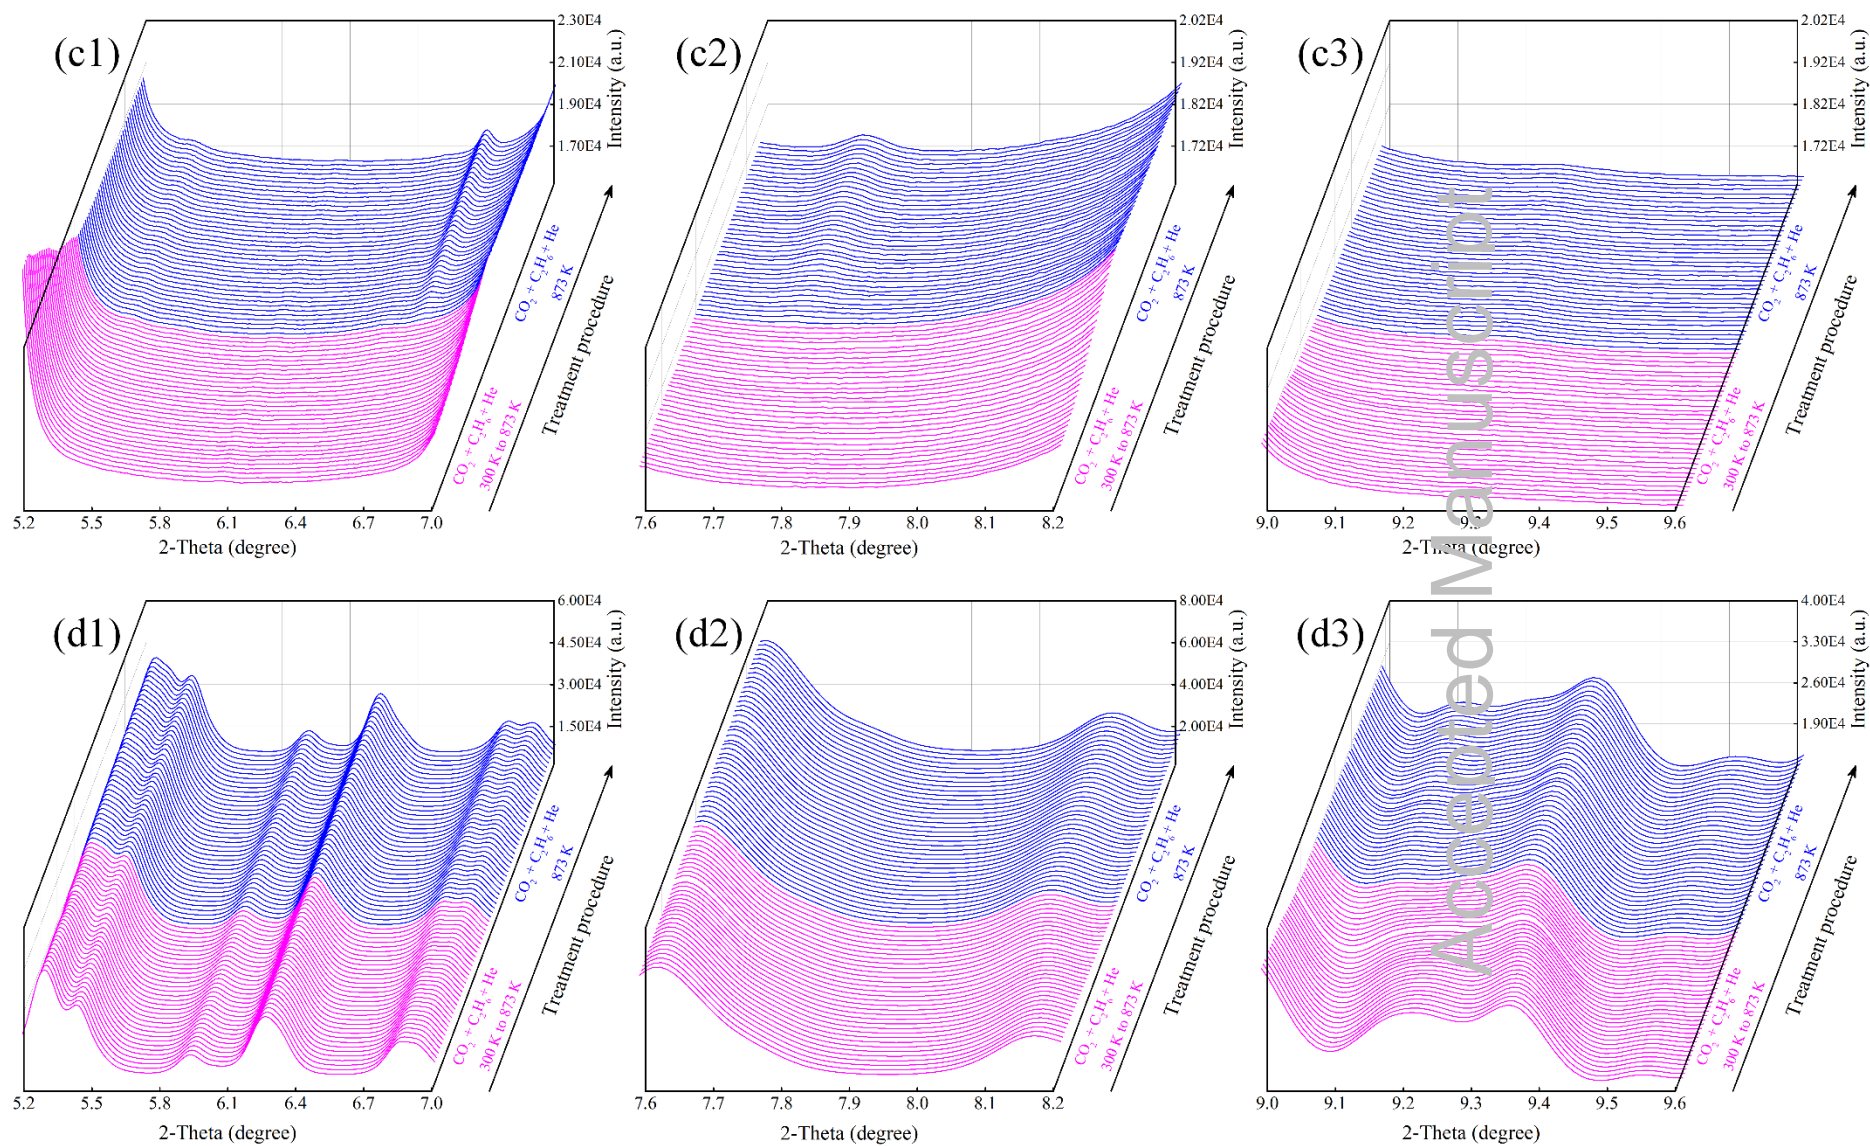 (c1)
2.30E4
2.10E4
1.90E4
1.70E4
Intensity (a.u.)
CO2 + C2H6 + He
873 K
CO2 + C2H6 + He
300 K to 873 K
Treatment procedure
5.2 5.5 5.8 6.1 6.4 6.7 7.0
2-Theta (degree)
(c2)
2.02E4
1.92E4
1.82E4
1.72E4
Intensity (a.u.)
CO2 + C2H6 + He
873 K
CO2 + C2H6 + He
300 K to 873 K
Treatment procedure
7.6 7.7 7.8 7.9 8.0 8.1 8.2
2-Theta (degree)
(c3)
2.02E4
1.92E4
1.82E4
1.72E4
Intensity (a.u.)
CO2 + C2H6 + He
873 K
CO2 + C2H6 + He
300 K to 873 K
Treatment procedure
9.0 9.1 9.2 9.3 9.4 9.5 9.6
2-Theta (degree)
(d1)
6.00E4
4.50E4
3.00E4
1.50E4
Intensity (a.u.)
CO2 + C2H6 + He
873 K
CO2 + C2H6 + He
300 K to 873 K
Treatment procedure
5.2 5.5 5.8 6.1 6.4 6.7 7.0
2-Theta (degree)
(d2)
8.00E4
6.00E4
4.00E4
2.00E4
Intensity (a.u.)
CO2 + C2H6 + He
873 K
CO2 + C2H6 + He
300 K to 873 K
Treatment procedure
7.6 7.7 7.8 7.9 8.0 8.1 8.2
2-Theta (degree)
(d3)
4.00E4
3.30E4
2.60E4
1.90E4
Intensity (a.u.)
CO2 + C2H6 + He
873 K
CO2 + C2H6 + He
300 K to 873 K
Treatment procedure
9.0 9.1 9.2 9.3 9.4 9.5 9.6
2-Theta (degree)
Accepted Manuscript